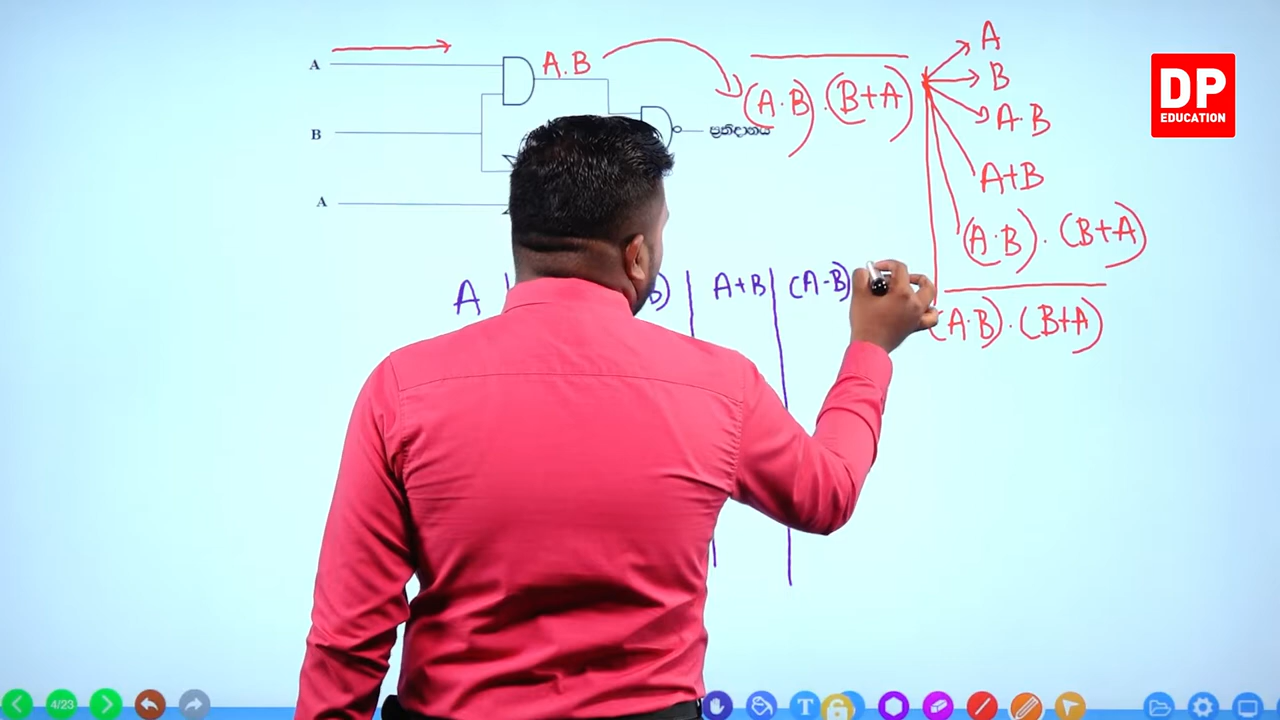 A
A.B
(A.B).(B+A)
A
B
A.B
A+B
(A.B).(B+A)
(A.B).(B+A)
B
ප්‍රතිදානය
A
A
B)
A+B
(A-B)
DP
EDUCATION
4/23
T